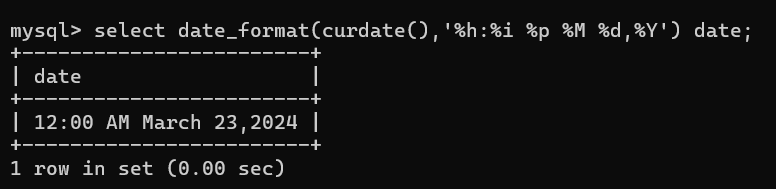 mysql> select date_format(curdate(),'%h:%i %p %M %d,%Y') date;
+------------------------+
| date                   |
+------------------------+
| 12:00 AM March 23,2024 |
+------------------------+
1 row in set (0.00 sec)